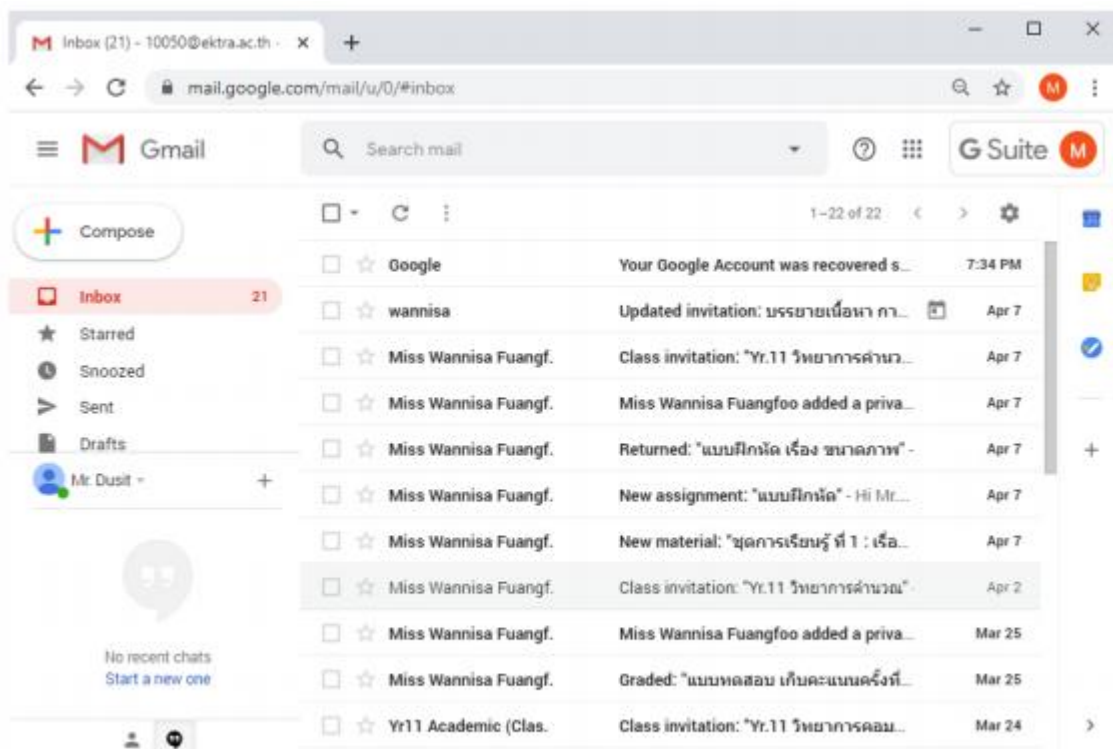 Inbox (21) - 10050@ektra.ac.th -
mail.google.com/mail/u/0/#inbox
M
Gmail
Search mail
G Suite
M
Compose
1–22 of 22
Inbox 21
Starred
Snoozed
Sent
Drafts
Mr. Dusit
No recent chats
Start a new one
Google Your Google Account was recovered s... 7:34 PM
wannisa Updated invitation: บรรยายเนื้อหา กา... Apr 7
Miss Wannisa Fuangf. Class invitation: "Yr.11 วิทยาการคำนว... Apr 7
Miss Wannisa Fuangf. Miss Wannisa Fuangfoo added a priva... Apr 7
Miss Wannisa Fuangf. Returned: "แบบฝึกหัด เรื่อง ขนาดภาพ" - Apr 7
Miss Wannisa Fuangf. New assignment: "แบบฝึกหัด" - Hi Mr... Apr 7
Miss Wannisa Fuangf. New material: "ชุดการเรียนรู้ ที่ 1 : เรื่อ... Apr 7
Miss Wannisa Fuangf. Class invitation: "Yr.11 วิทยาการคำนวณ" - Apr 2
Miss Wannisa Fuangf. Miss Wannisa Fuangfoo added a priva... Mar 25
Miss Wannisa Fuangf. Graded: "แบบทดสอบ เก็บคะแนนครั้งที่... Mar 25
Yr11 Academic (Clas. Class invitation: "Yr.11 วิทยาการคอม... Mar 24